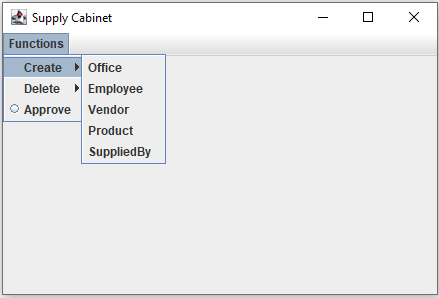 Supply Cabinet
Functions
Create
Office
Delete
Employee
Approve
Vendor
Product
SuppliedBy